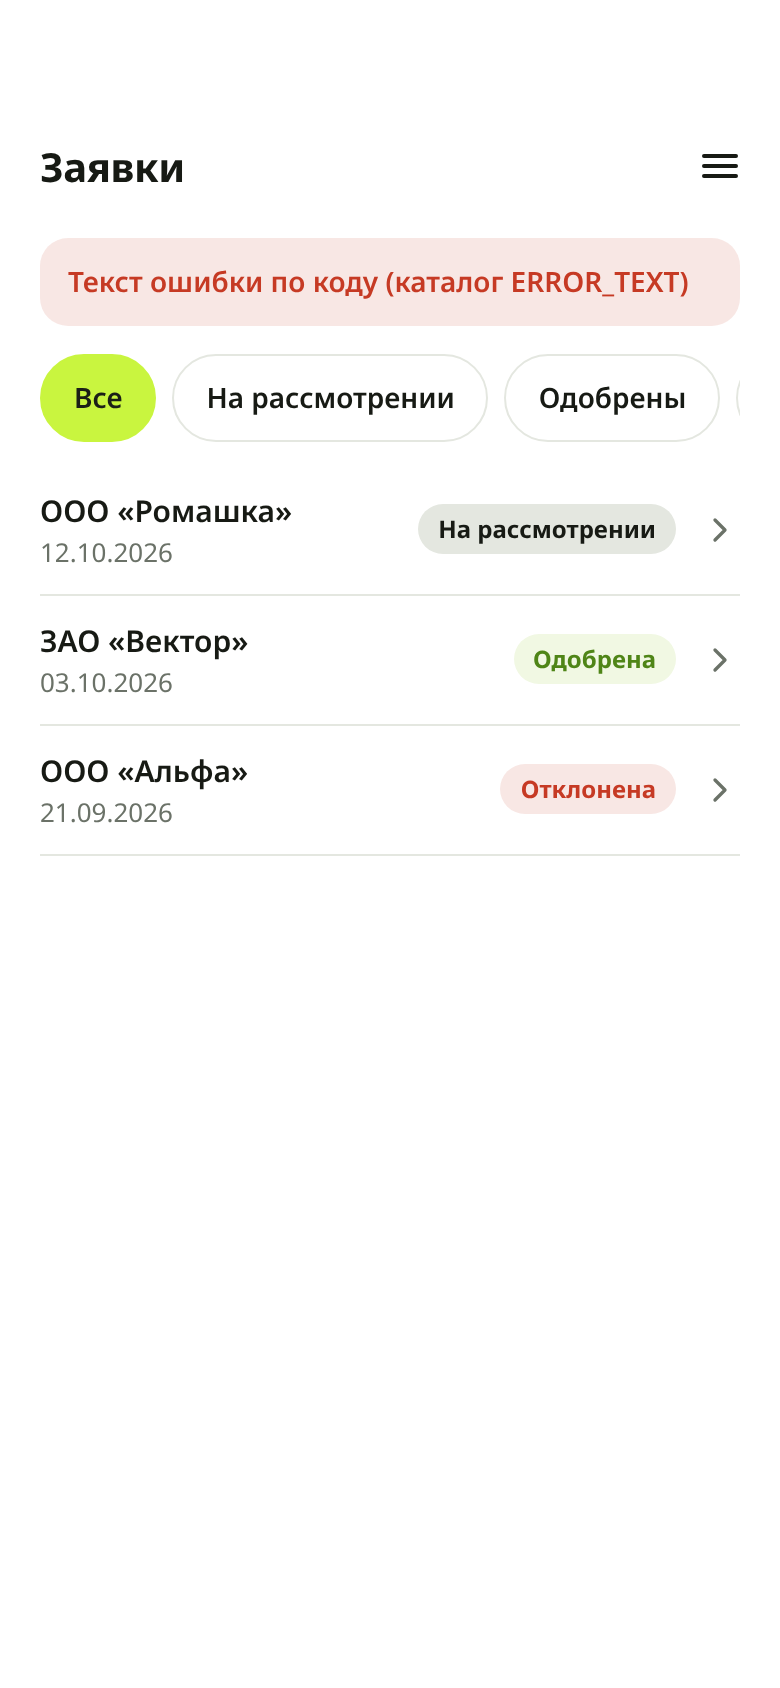 Заявки
Текст ошибки по коду (каталог ERROR_TEXT)
Все
На рассмотрении
Одобрены
ООО «Ромашка»
12.10.2026
На рассмотрении
ЗАО «Вектор»
03.10.2026
Одобрена
ООО «Альфа»
21.09.2026
Отклонена